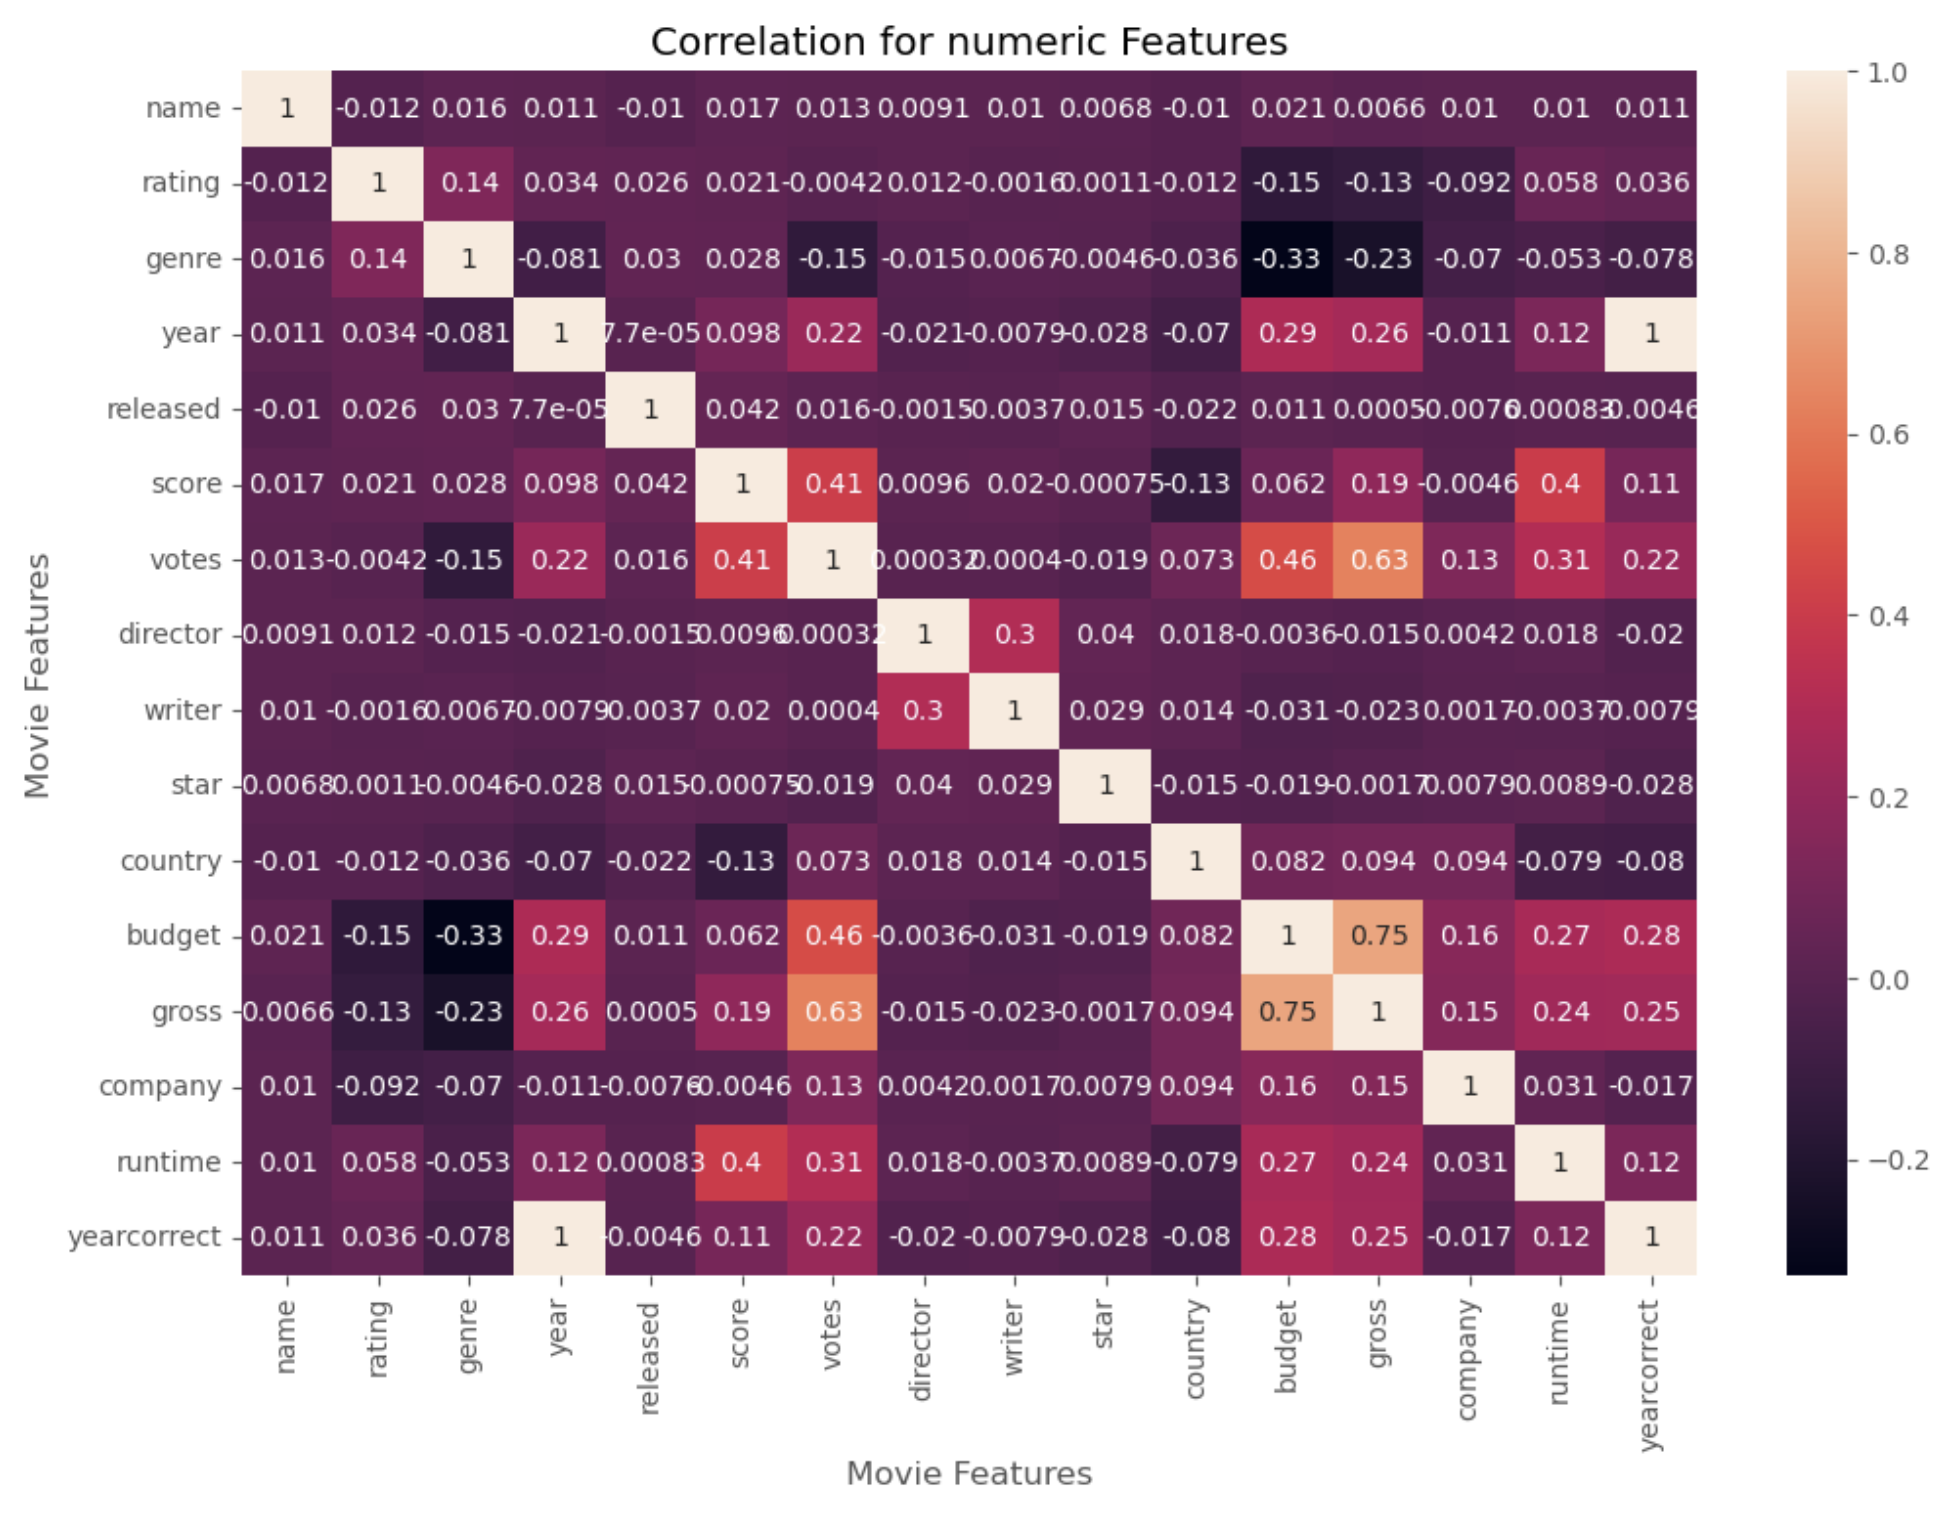 Correlation for numeric Features
name 1 -0.012 0.016 0.011 -0.01 0.017 0.013 0.0091 0.01 0.0068 -0.01 0.021 0.0066 0.01 0.01 0.011
rating -0.012 1 0.14 0.034 0.026 0.021 -0.0042 0.012 -0.0016 0.0011 -0.012 -0.15 -0.13 -0.092 0.058 0.036
genre 0.016 0.14 1 -0.081 0.03 0.028 -0.15 -0.015 0.0067 -0.0046 -0.036 -0.33 -0.23 -0.07 -0.053 -0.078
year 0.011 0.034 -0.081 1 7.7e-05 0.098 0.22 -0.021 -0.0079 -0.028 -0.07 0.29 0.26 -0.011 0.12 1
released -0.01 0.026 0.03 7.7e-05 1 0.042 0.016 -0.0015 -0.0037 0.015 -0.022 0.011 0.0005 -0.0076 0.00083 -0.0046
score 0.017 0.021 0.028 0.098 0.042 1 0.41 0.0096 0.02 -0.00075 -0.13 0.062 0.19 -0.0046 0.4 0.11
votes 0.013 -0.0042 -0.15 0.22 0.016 0.41 1 0.00032 0.0004 -0.019 0.073 0.46 0.63 0.13 0.31 0.22
director 0.0091 0.012 -0.015 -0.021 -0.0015 0.0096 0.00032 1 0.3 0.04 0.018 -0.0036 -0.015 0.0042 0.018 -0.02
writer 0.01 -0.0016 0.0067 -0.0079 -0.0037 0.02 0.0004 0.3 1 0.029 0.014 -0.031 -0.023 0.0017 -0.0037 -0.0079
star 0.0068 0.0011 -0.0046 -0.028 0.015 -0.00075 -0.019 0.04 0.029 1 -0.015 -0.019 -0.0017 0.0079 0.0089 -0.028
country -0.01 -0.012 -0.036 -0.07 -0.022 -0.13 0.073 0.018 0.014 -0.015 1 0.082 0.094 0.094 -0.079 -0.08
budget 0.021 -0.15 -0.33 0.29 0.011 0.062 0.46 -0.0036 -0.031 -0.019 0.082 1 0.75 0.16 0.27 0.28
gross 0.0066 -0.13 -0.23 0.26 0.0005 0.19 0.63 -0.015 -0.023 -0.0017 0.094 0.75 1 0.15 0.24 0.25
company 0.01 -0.092 -0.07 -0.011 -0.0076 -0.0046 0.13 0.0042 0.0017 0.0079 0.094 0.16 0.15 1 0.031 -0.017
runtime 0.01 0.058 -0.053 0.12 0.00083 0.4 0.31 0.018 -0.0037 0.0089 -0.079 0.27 0.24 0.031 1 0.12
yearcorrect 0.011 0.036 -0.078 1 -0.0046 0.11 0.22 -0.02 -0.0079 -0.028 -0.08 0.28 0.25 -0.017 0.12 1
name rating genre year released score votes director writer star country budget gross company runtime yearcorrect
Movie Features
Movie Features
1.0
0.8
0.6
0.4
0.2
0.0
−0.2